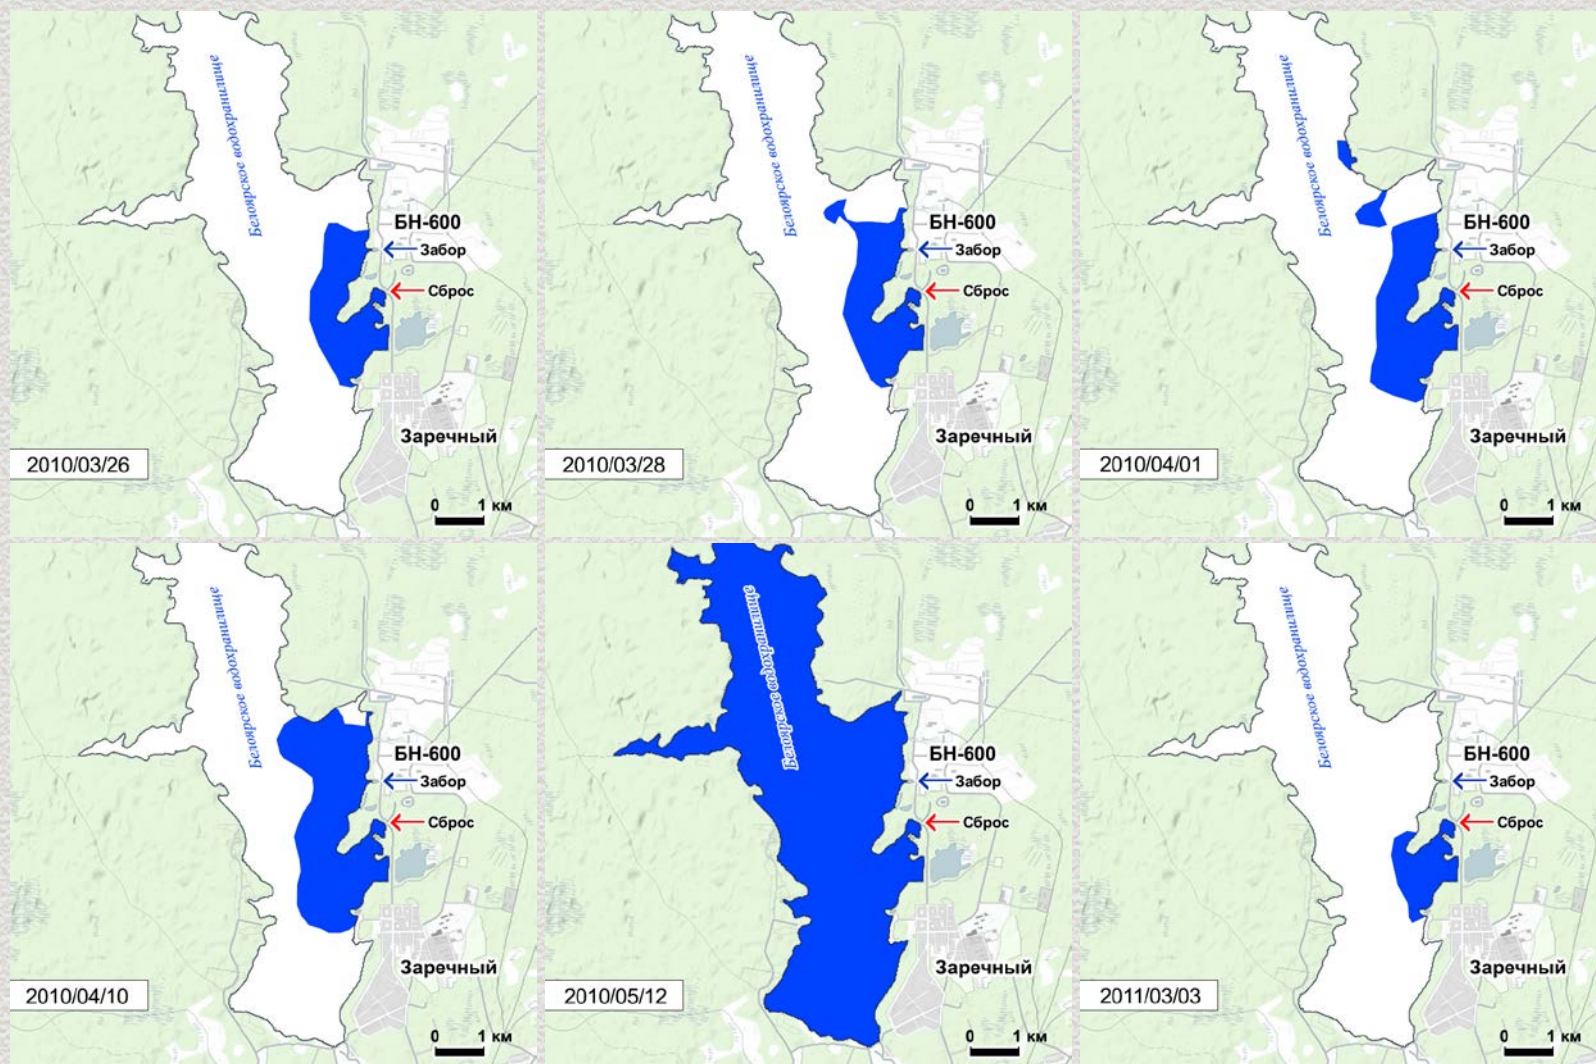 Белоярское водохранилище
БН-600
Забор
Сброс
Заречный
2010/03/26
0 1 км
Белоярское водохранилище
БН-600
Забор
Сброс
Заречный
2010/03/28
0 1 км
Белоярское водохранилище
БН-600
Забор
Сброс
Заречный
2010/04/01
0 1 км
Белоярское водохранилище
БН-600
Забор
Сброс
Заречный
2010/04/10
0 1 км
Белоярское водохранилище
БН-600
Забор
Сброс
Заречный
2010/05/12
0 1 км
Белоярское водохранилище
БН-600
Забор
Сброс
Заречный
2011/03/03
0 1 км